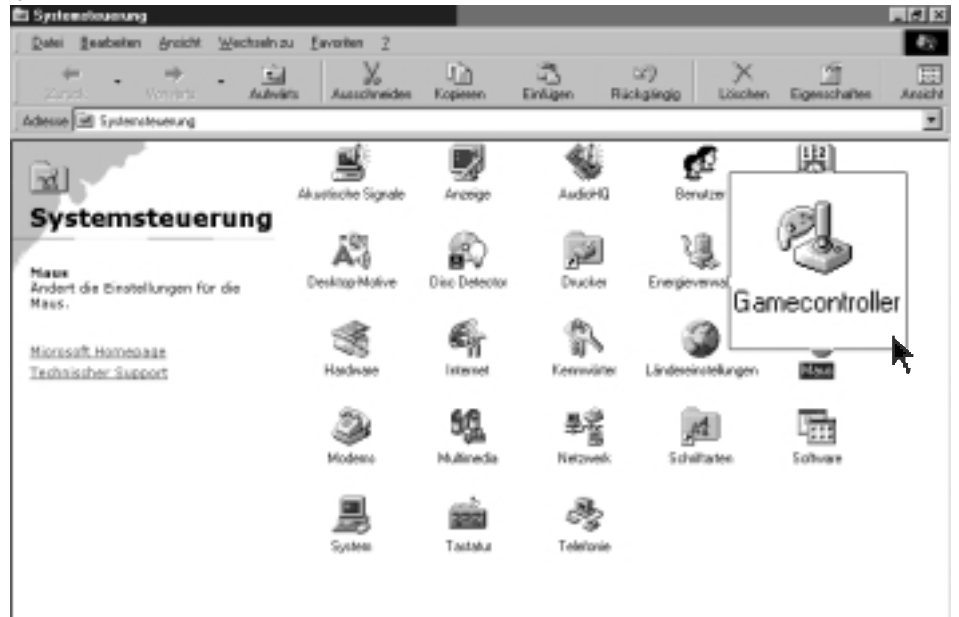 Systemsteuerung
Datei Bearbeiten Ansicht Wechseln zu Favoriten ?
Zurück Vorwärts Aufwärts Ausschneiden Kopieren Einfügen Rückgängig Löschen Eigenschaften Ansicht
Adresse Systemsteuerung
Systemsteuerung
Maus
Ändert die Einstellungen für die
Maus.
Microsoft Homepage
Technischer Support
Akustische Signale Anzeige AudioHQ Benutzer
Desktop-Motive Disc Detector Drucker Energieverwa
Gamecontroller
Hardware Internet Kennwörter Ländereinstellungen Maus
Modems Multimedia Netzwerk Schriftarten Software
System Tastatur Telefonie